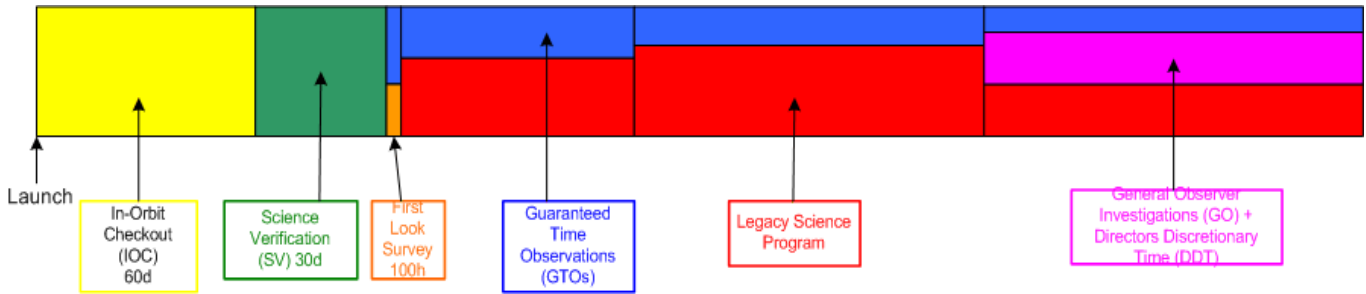 Launch
In-Orbit
Checkout
(IOC)
60d
Science
Verification
(SV) 30d
First
Look
Survey
100h
Guaranteed
Time
Observations
(GTOs)
Legacy Science
Program
General Observer
Investigations (GO) +
Directors Discretionary
Time (DDT)